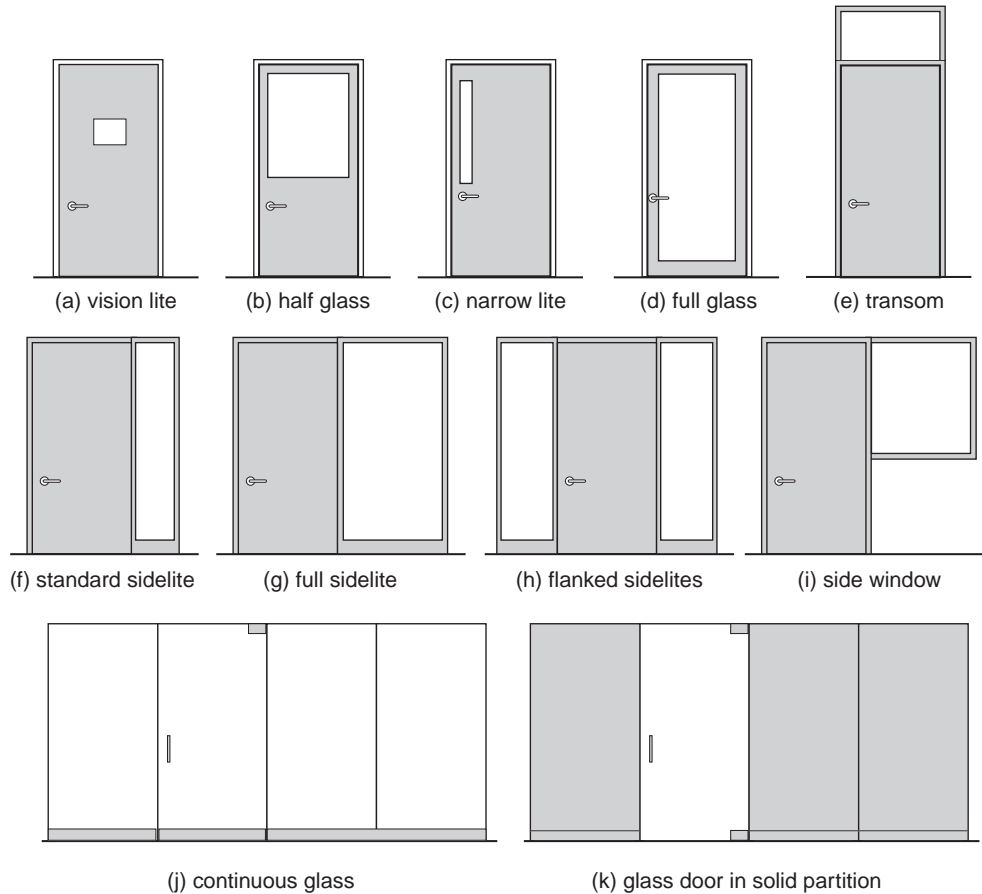 (a) vision lite
(b) half glass
(c) narrow lite
(d) full glass
(e) transom
(f) standard sidelite
(g) full sidelite
(h) flanked sidelites
(i) side window
(j) continuous glass
(k) glass door in solid partition